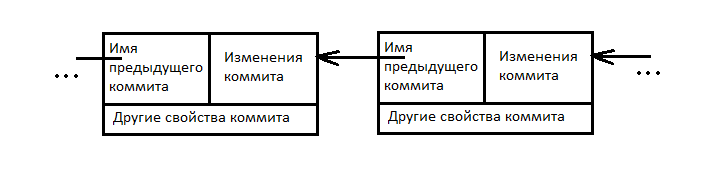 Имя
предыдущего
коммита
Изменения
коммита
Другие свойства коммита
Имя
предыдущего
коммита
Изменения
коммита
Другие свойства коммита